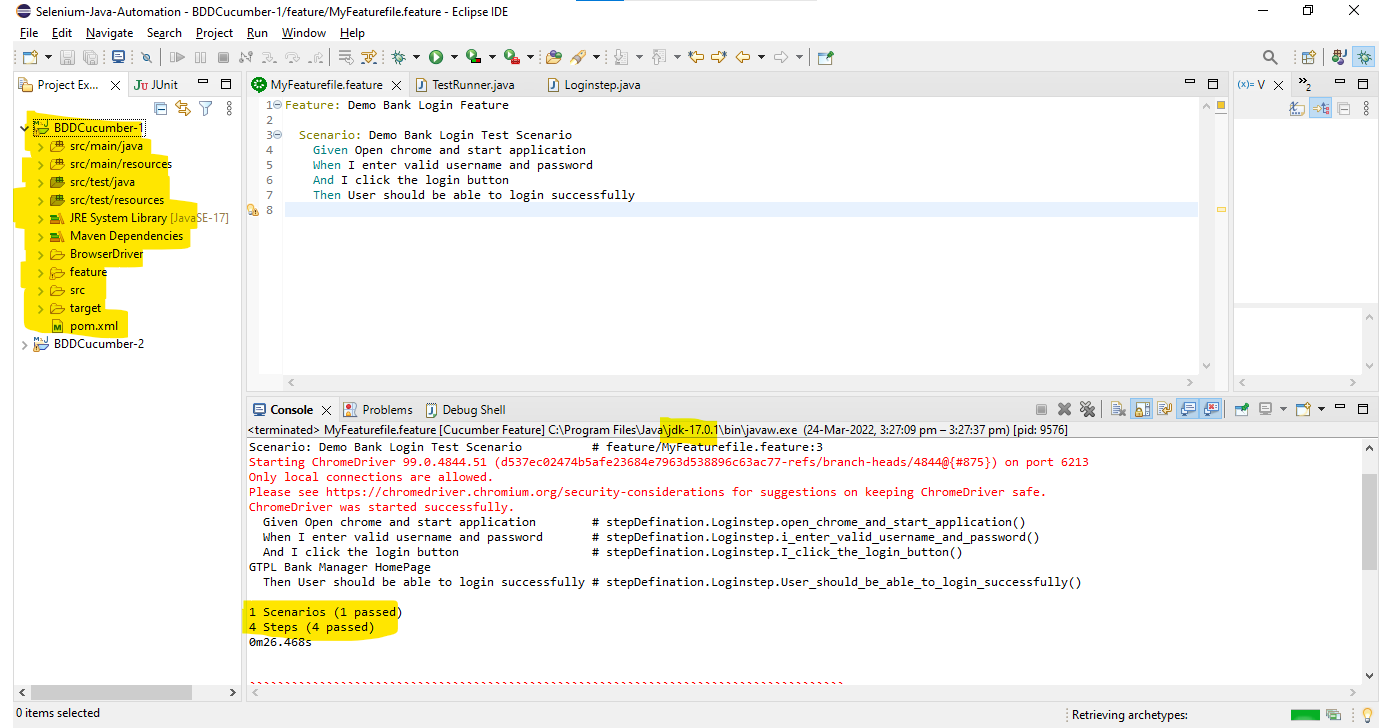 Selenium-Java-Automation - BDDCucumber-1/feature/MyFeaturefile.feature - Eclipse IDE
File Edit Navigate Search Project Run Window Help
Project Ex... JUnit
BDDCucumber-1
src/main/java
src/main/resources
src/test/java
src/test/resources
JRE System Library [JavaSE-17]
Maven Dependencies
BrowserDriver
feature
src
target
pom.xml
BDDCucumber-2
MyFeaturefile.feature TestRunner.java Loginstep.java
1 Feature: Demo Bank Login Feature
2
3 Scenario: Demo Bank Login Test Scenario
4 Given Open chrome and start application
5 When I enter valid username and password
6 And I click the login button
7 Then User should be able to login successfully
8
(x)= V »2
Console Problems Debug Shell
<terminated> MyFeaturefile.feature [Cucumber Feature] C:\Program Files\Java\jdk-17.0.1\bin\javaw.exe (24-Mar-2022, 3:27:09 pm – 3:27:37 pm) [pid: 9576]
Scenario: Demo Bank Login Test Scenario # feature/MyFeaturefile.feature:3
Starting ChromeDriver 99.0.4844.51 (d537ec02474b5afe23684e7963d538896c63ac77-refs/branch-heads/4844@{#875}) on port 6213
Only local connections are allowed.
Please see https://chromedriver.chromium.org/security-considerations for suggestions on keeping ChromeDriver safe.
ChromeDriver was started successfully.
Given Open chrome and start application # stepDefination.Loginstep.open_chrome_and_start_application()
When I enter valid username and password # stepDefination.Loginstep.i_enter_valid_username_and_password()
And I click the login button # stepDefination.Loginstep.I_click_the_login_button()
GTPL Bank Manager HomePage
Then User should be able to login successfully # stepDefination.Loginstep.User_should_be_able_to_login_successfully()
1 Scenarios (1 passed)
4 Steps (4 passed)
0m26.468s
0 items selected
Retrieving archetypes: